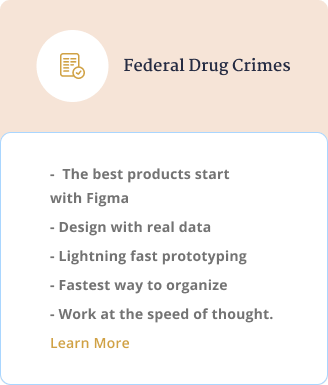 Federal Drug Crimes
- The best products start
with Figma
- Design with real data
- Lightning fast prototyping
- Fastest way to organize
- Work at the speed of thought.
Learn More